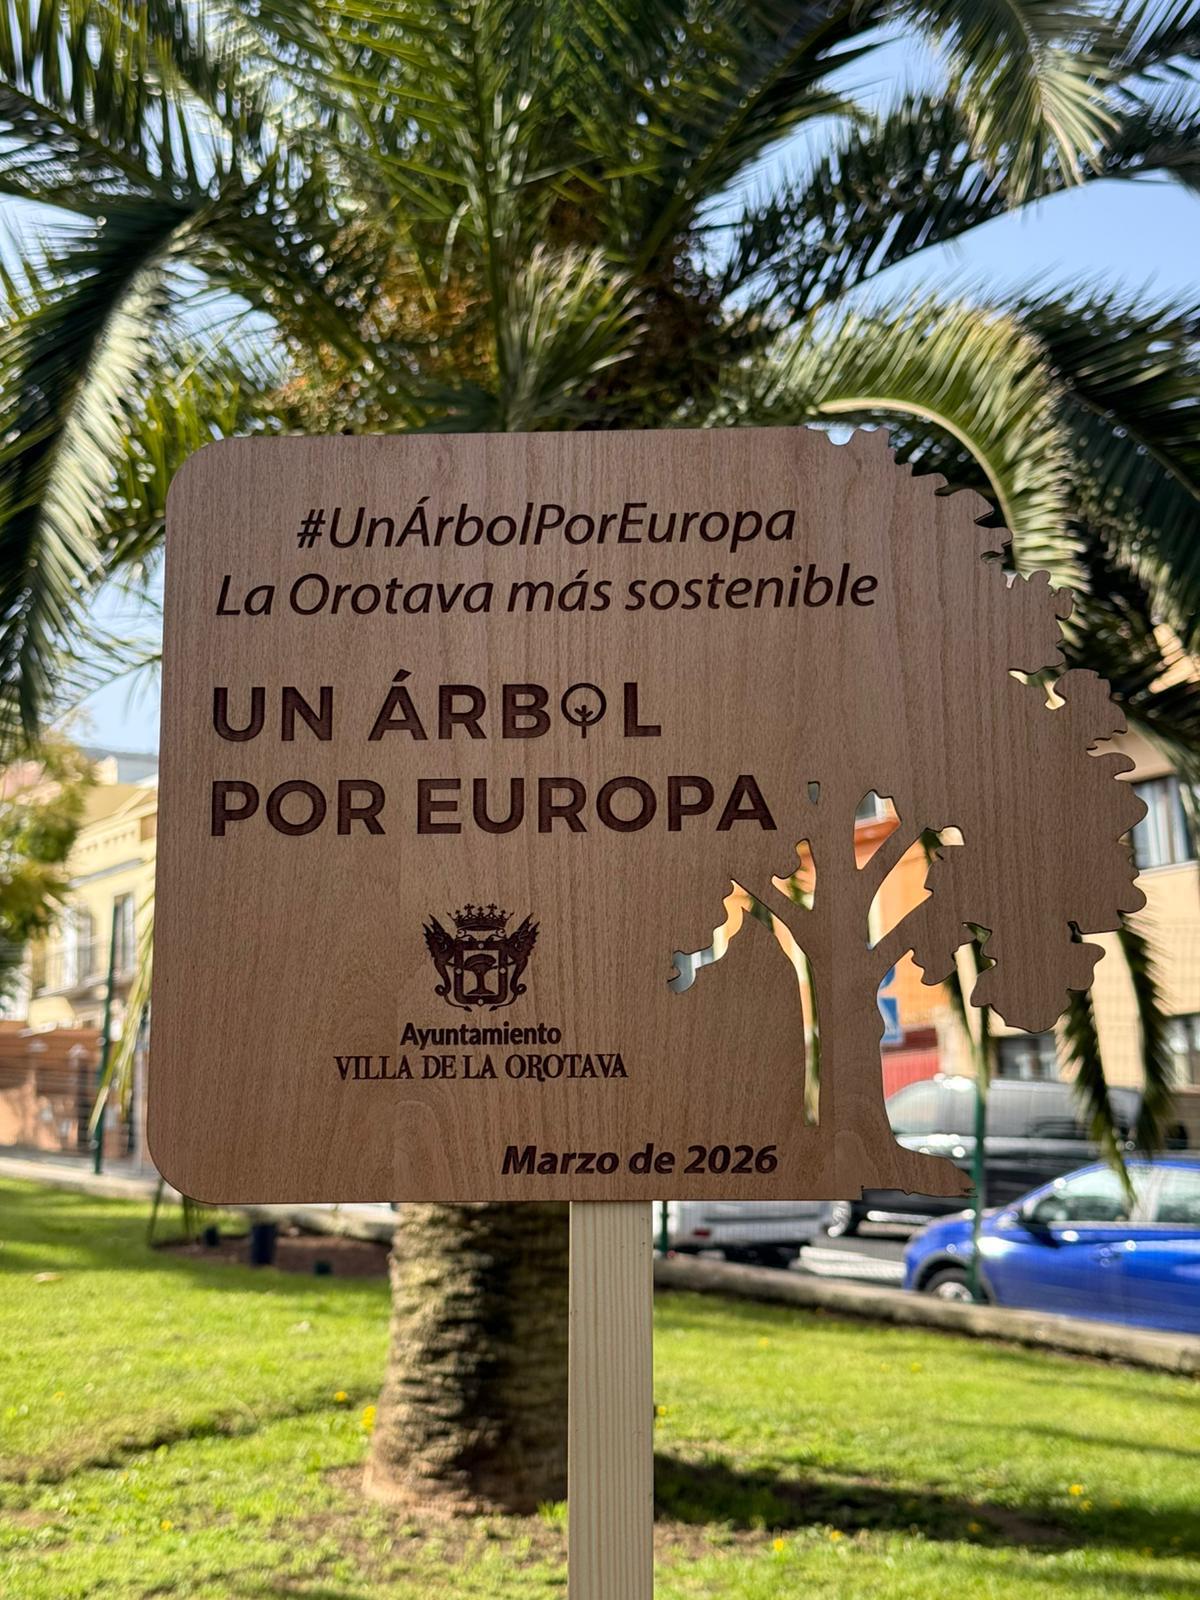 #UnÁrbolPorEuropa
La Orotava más sostenible
UN ÁRBOL
POR EUROPA
Ayuntamiento
VILLA DE LA OROTAVA
Marzo de 2026